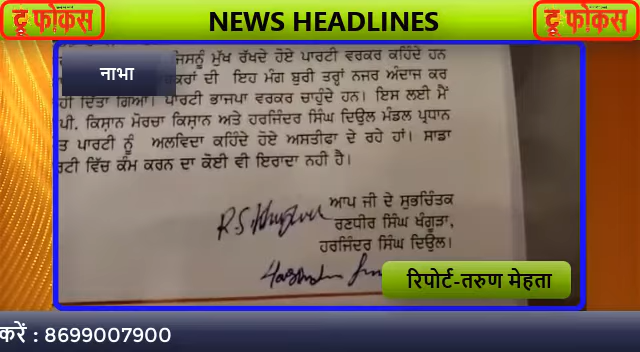 टू फोकस
NEWS HEADLINES
टू फोकस
ਜਿਸਨੂੰ ਮੁੱਖ ਰੱਖਦੇ ਹੋਏ ਪਾਰਟੀ ਵਰਕਰ ਕਹਿੰਦੇ ਹਨ
नाभा
ਵਰਕਰਾਂ ਦੀ ਇਹ ਮੰਗ ਬੁਰੀ ਤਰ੍ਹਾਂ ਨਜਰ ਅੰਦਾਜ ਕਰ
ਹੀ ਦਿੱਤਾ ਗਿਆ। ਪਾਰਟੀ ਭਾਜਪਾ ਵਰਕਰ ਚਾਹੁੰਦੇ ਹਨ। ਇਸ ਲਈ ਮੈਂ
ਪੀ. ਕਿਸਾਨ ਮੋਰਚਾ ਕਿਸਾਨ ਅਤੇ ਹਰਜਿੰਦਰ ਸਿੰਘ ਦਿਉਲ ਮੰਡਲ ਪ੍ਰਧਾਨ
ਤ ਪਾਰਟੀ ਨੂੰ ਅਲਵਿਦਾ ਕਹਿੰਦੇ ਹੋਏ ਅਸਤੀਫਾ ਦੇ ਰਹੇ ਹਾਂ। ਸਾਡਾ
ਰਟੀ ਵਿੱਚ ਕੰਮ ਕਰਨ ਦਾ ਕੋਈ ਵੀ ਇਰਾਦਾ ਨਹੀ ਹੈ।
ਆਪ ਜੀ ਦੇ ਸੁਭਚਿੰਤਕ
ਰਣਧੀਰ ਸਿੰਘ ਖੰਗੂੜਾ,
ਹਰਜਿੰਦਰ ਸਿੰਘ ਦਿਉਲ।
रिपोर्ट-तरुण मेहता
करें : 8699007900